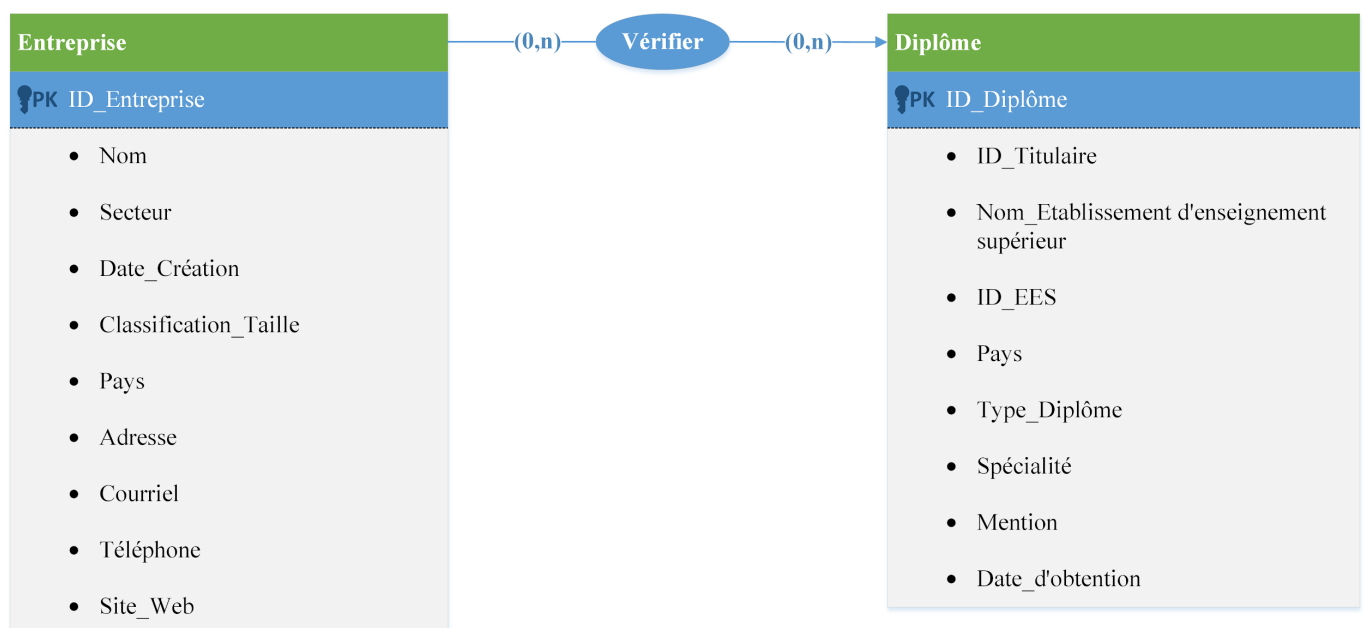 Entreprise
PK ID_Entreprise
• Nom
• Secteur
• Date_Création
• Classification_Taille
• Pays
• Adresse
• Courriel
• Téléphone
• Site_Web
(0,n)
Vérifier
(0,n)
Diplôme
PK ID_Diplôme
• ID_Titulaire
• Nom_Etablissement d'enseignement
supérieur
• ID_EES
• Pays
• Type_Diplôme
• Spécialité
• Mention
• Date_d'obtention